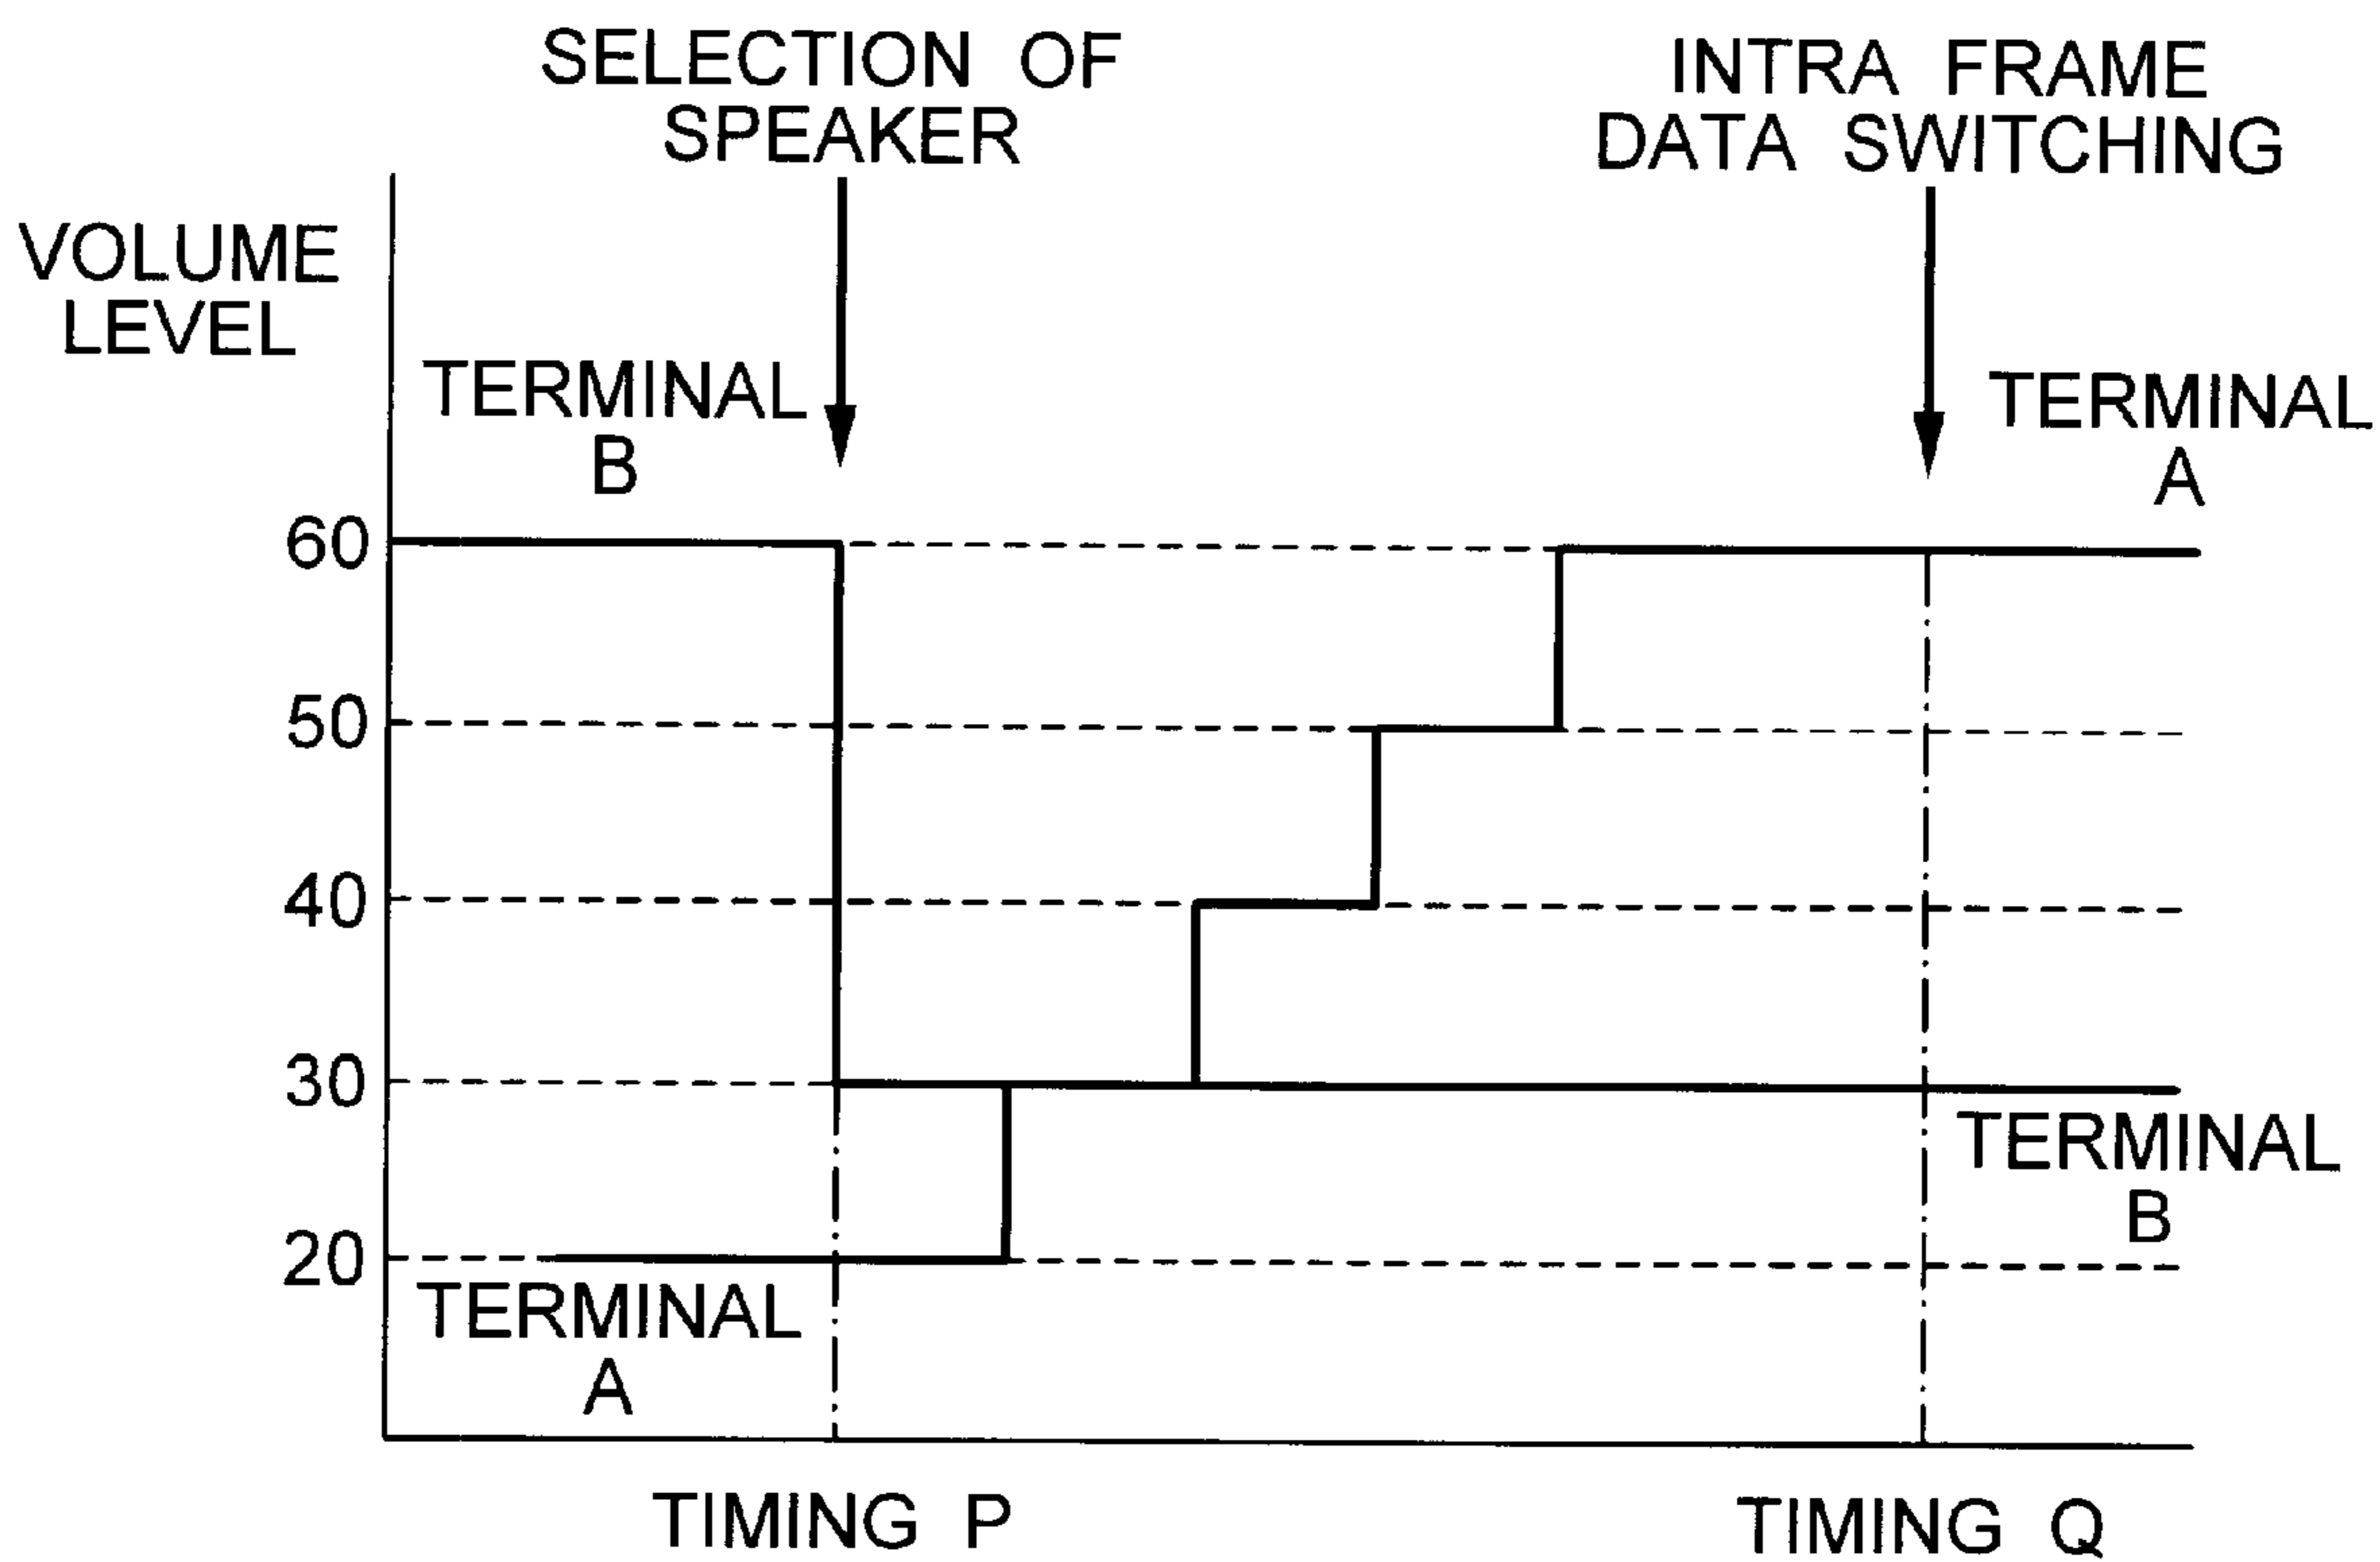 SELECTION OF
SPEAKER
INTRA FRAME
DATA SWITCHING
VOLUME
LEVEL
TERMINAL
B
TERMINAL
A
60
50
40
30
TERMINAL
B
20
TERMINAL
A
TIMING P
TIMING Q